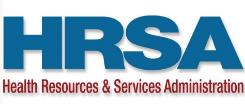 HRSA
Health Resources & Services Administration